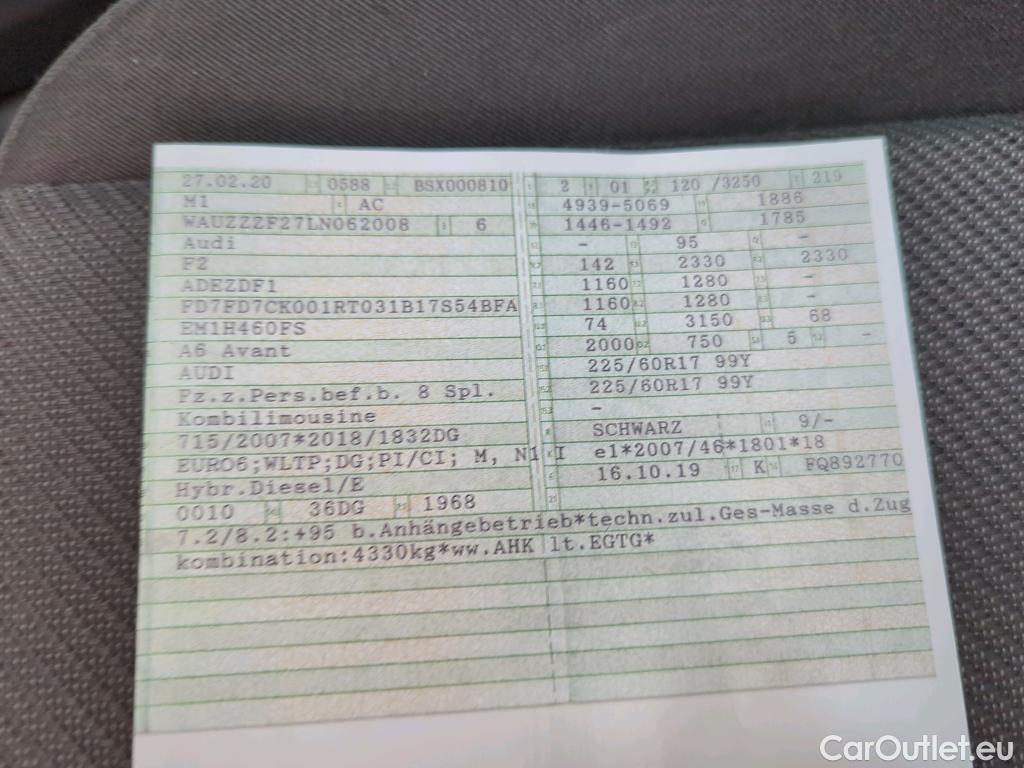 27.02.20 0588 BSX000810 2 01 120 /3250 219
M1 AC 4939-5069 1886
WAUZZZF27LN062008 6 1446-1492 1785
Audi - 95 -
F2 142 2330 2330
ADEZDF1 1160 1280 -
FD7FD7CK001RT031B17S54BFA 1160 1280 -
EM1H460FS 74 3150 68
A6 Avant 2000 750 5 -
AUDI 225/60R17 99Y
Fz.z.Pers.bef.b. 8 Spl. 225/60R17 99Y
Kombilimousine -
715/2007*2018/1832DG SCHWARZ 9/-
EURO6;WLTP;DG;PI/CI; M, N1 I e1*2007/46*1801*18
Hybr.Diesel/E 16.10.19 K FQ892770
0010 36DG 1968
7.2/8.2:+95 b.Anhängebetrieb*techn.zul.Ges-Masse d.Zug
kombination:4330kg*ww.AHK lt.EGTG*
CarOutlet.eu